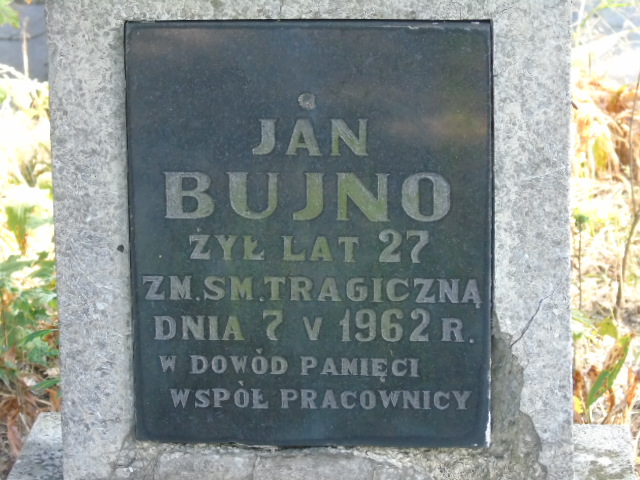 JAN
BUJNO
ŻYŁ LAT 27
ZM. SM. TRAGICZNĄ
DNIA 7 V 1962 R.
W DOWÓD PAMIĘCI
WSPÓŁ PRACOWNICY